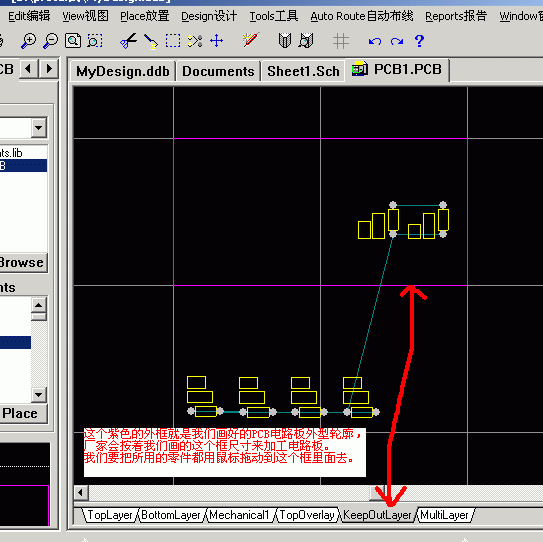 Edit编辑 View视图 Place放置 Design设计 Tools工具 Auto Route自动布线 Reports报告
CB
MyDesign.ddb Documents Sheet1.Sch PCB1.PCB
nts.lib
B
Browse
nts
Place
这个紫色的外框就是我们画好的PCB电路板外型轮廓，
厂家会按着我们画的这个框尺寸来加工电路板。
我们要把所用的零件都用鼠标拖动到这个框里面去。
TopLayer BottomLayer Mechanical1 TopOverlay KeepOutLayer MultiLayer